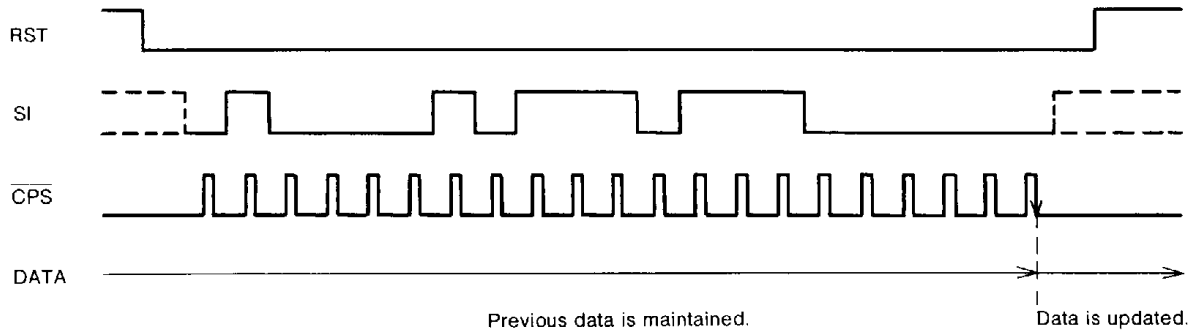 RST
SI
CPS
DATA
Previous data is maintained.
Data is updated.